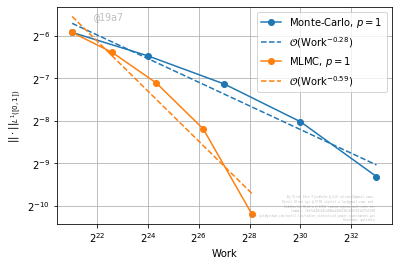 @19a7
Monte-Carlo, p = 1
𝒪(Work^−0.28)
MLMC, p = 1
𝒪(Work^−0.59)
2^−6
2^−7
2^−8
2^−9
2^−10
||·||_L^1([0,1])
2^22 2^24 2^26 2^28 2^30 2^32
Work